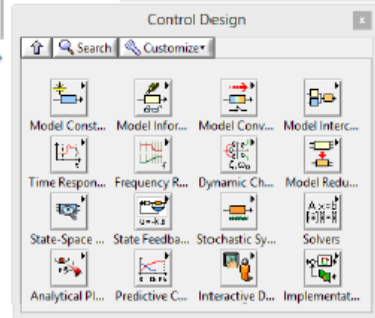 Control Design
x
Search Customize
Model Const... Model Infor... Model Conv... Model Interc...
Time Respon... Frequency R... Dynamic Ch... Model Redu...
State-Space ... State Feedba... Stochastic Sy... Solvers
Analytical Pl... Predictive C... Interactive D... Implementat...